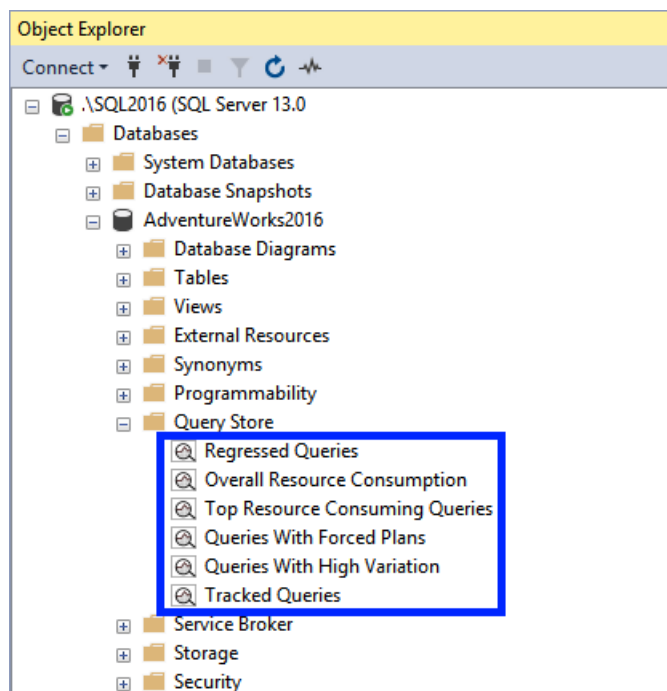 Object Explorer
Connect
.\SQL2016 (SQL Server 13.0
Databases
System Databases
Database Snapshots
AdventureWorks2016
Database Diagrams
Tables
Views
External Resources
Synonyms
Programmability
Query Store
Regressed Queries
Overall Resource Consumption
Top Resource Consuming Queries
Queries With Forced Plans
Queries With High Variation
Tracked Queries
Service Broker
Storage
Security